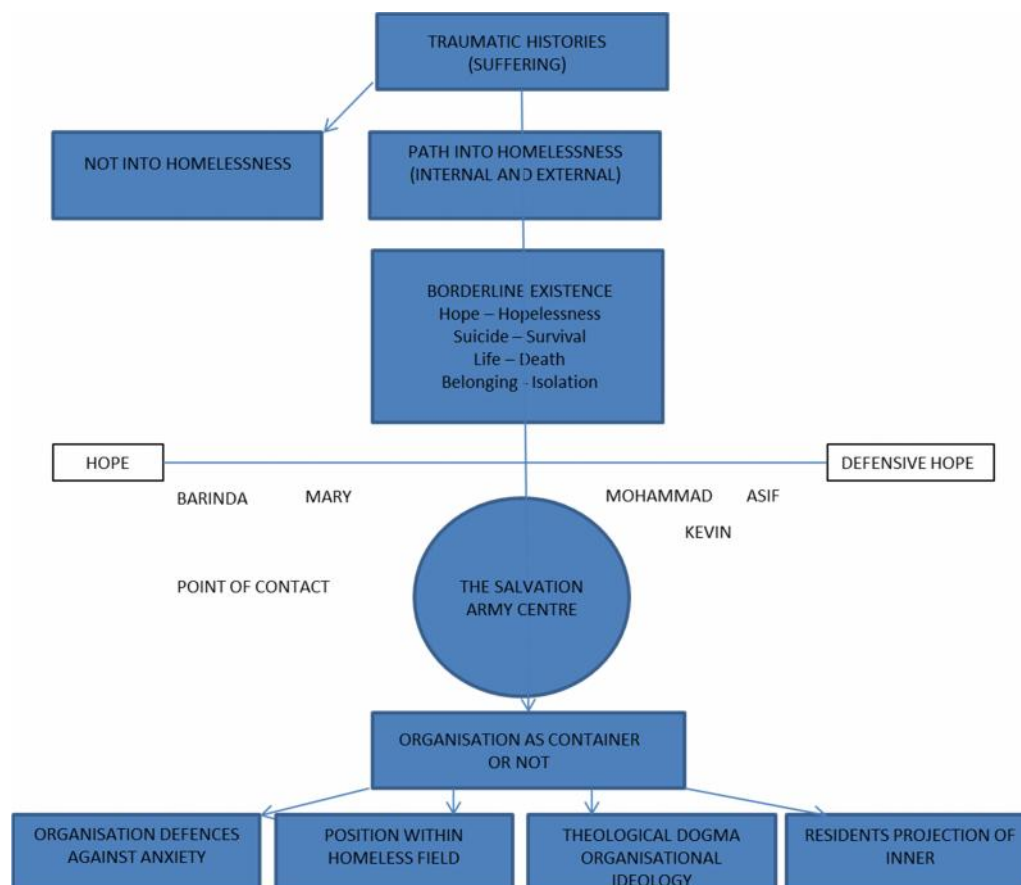 TRAUMATIC HISTORIES
(SUFFERING)
NOT INTO HOMELESSNESS
PATH INTO HOMELESSNESS
(INTERNAL AND EXTERNAL)
BORDERLINE EXISTENCE
Hope – Hopelessness
Suicide – Survival
Life – Death
Belonging - Isolation
HOPE
DEFENSIVE HOPE
BARINDA
MARY
MOHAMMAD
ASIF
KEVIN
POINT OF CONTACT
THE SALVATION
ARMY CENTRE
ORGANISATION AS CONTAINER
OR NOT
ORGANISATION DEFENCES
AGAINST ANXIETY
POSITION WITHIN
HOMELESS FIELD
THEOLOGICAL DOGMA
ORGANISATIONAL
IDEOLOGY
RESIDENTS PROJECTION OF
INNER